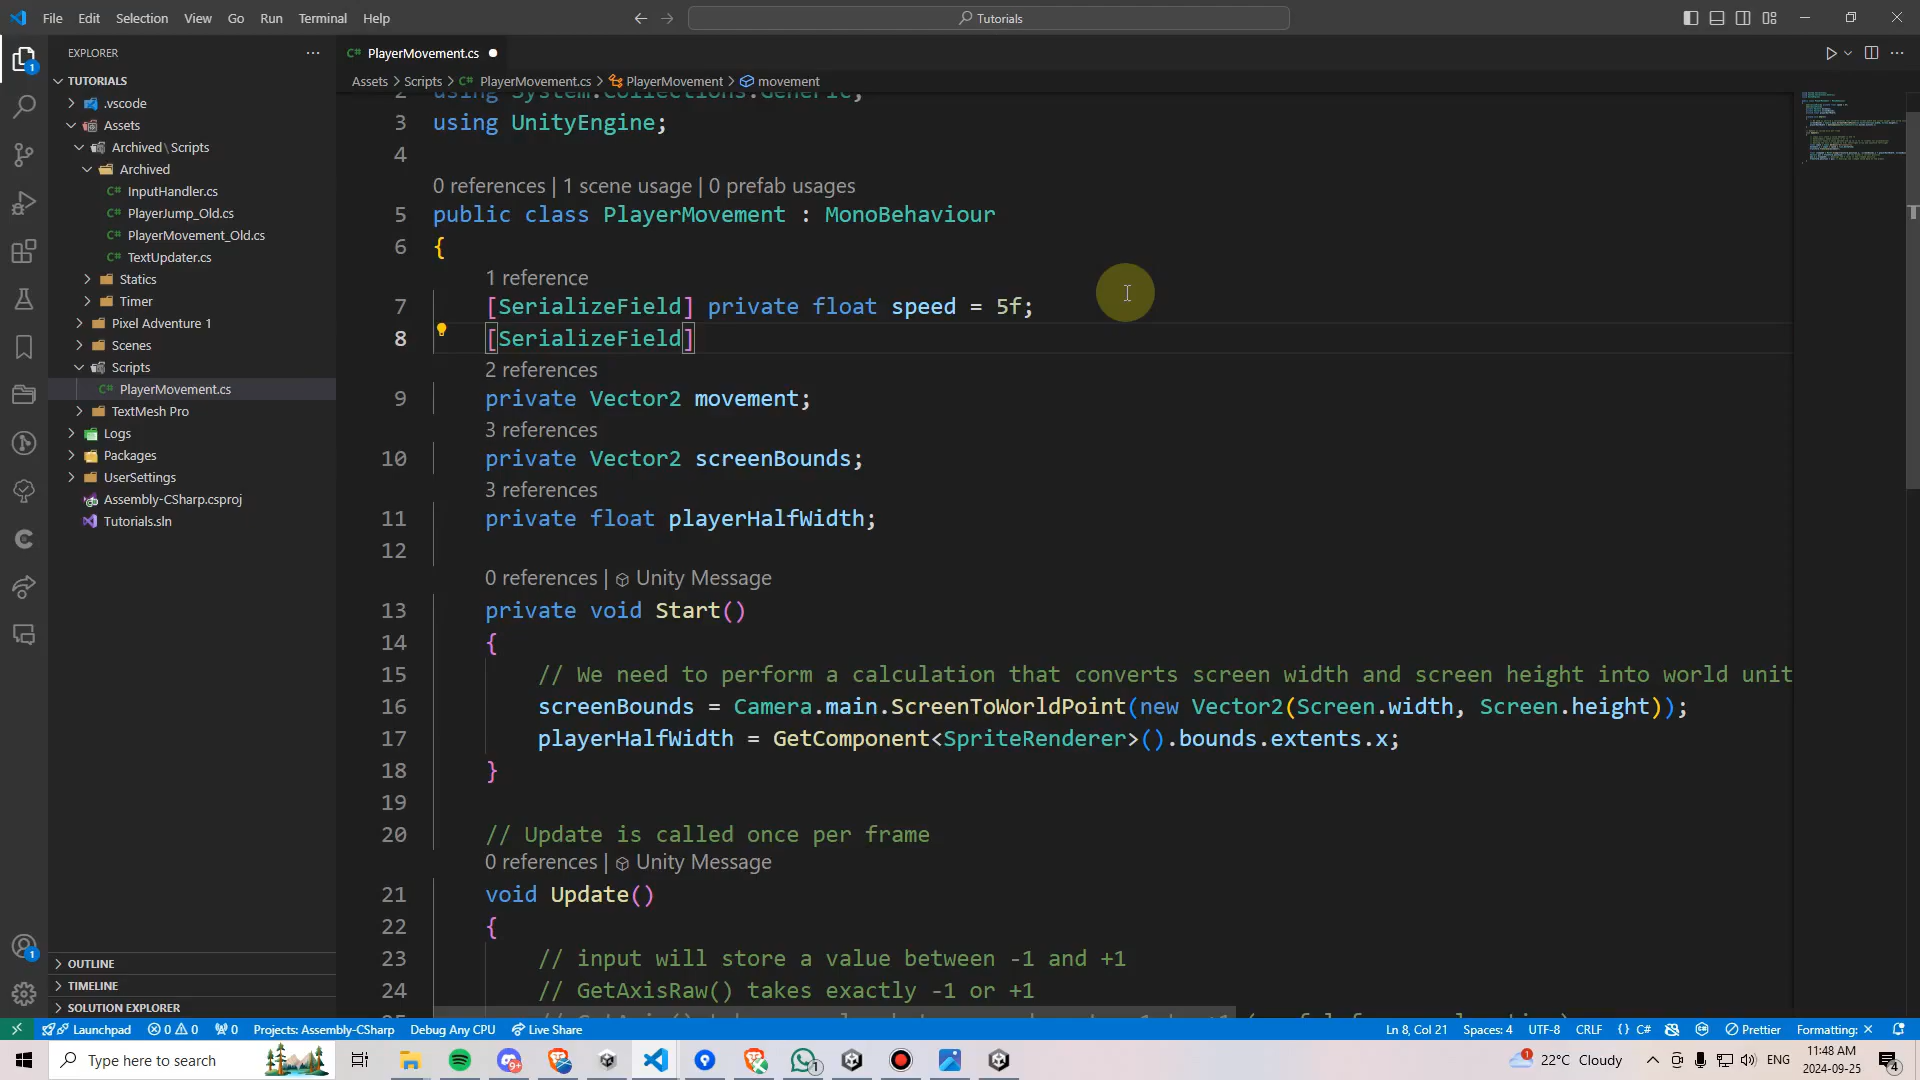 File Edit Selection View Go Run Terminal Help
Tutorials
EXPLORER
TUTORIALS
.vscode
Assets
Archived \ Scripts
Archived
InputHandler.cs
PlayerJump_Old.cs
PlayerMovement_Old.cs
TextUpdater.cs
Statics
Timer
Pixel Adventure 1
Scenes
Scripts
PlayerMovement.cs
TextMesh Pro
Logs
Packages
UserSettings
Assembly-CSharp.csproj
Tutorials.sln
OUTLINE
TIMELINE
SOLUTION EXPLORER
C# PlayerMovement.cs
Assets > Scripts > C# PlayerMovement.cs > PlayerMovement > movement
2 using System.Collections.Generic;
3 using UnityEngine;
4
0 references | 1 scene usage | 0 prefab usages
5 public class PlayerMovement : MonoBehaviour
6 {
1 reference
7 [SerializeField] private float speed = 5f;
8 [SerializeField]
2 references
9 private Vector2 movement;
3 references
10 private Vector2 screenBounds;
3 references
11 private float playerHalfWidth;
12
0 references | Unity Message
13 private void Start()
14 {
15 // We need to perform a calculation that converts screen width and screen height into world unit
16 screenBounds = Camera.main.ScreenToWorldPoint(new Vector2(Screen.width, Screen.height));
17 playerHalfWidth = GetComponent<SpriteRenderer>().bounds.extents.x;
18 }
19
20 // Update is called once per frame
0 references | Unity Message
21 void Update()
22 {
23 // input will store a value between -1 and +1
24 // GetAxisRaw() takes exactly -1 or +1
Launchpad 0 0 0 Projects: Assembly-CSharp Debug Any CPU Live Share Ln 8, Col 21 Spaces: 4 UTF-8 CRLF {} C# Prettier Formatting: ×
Type here to search 22°C Cloudy ENG 11:48 AM
2024-09-25